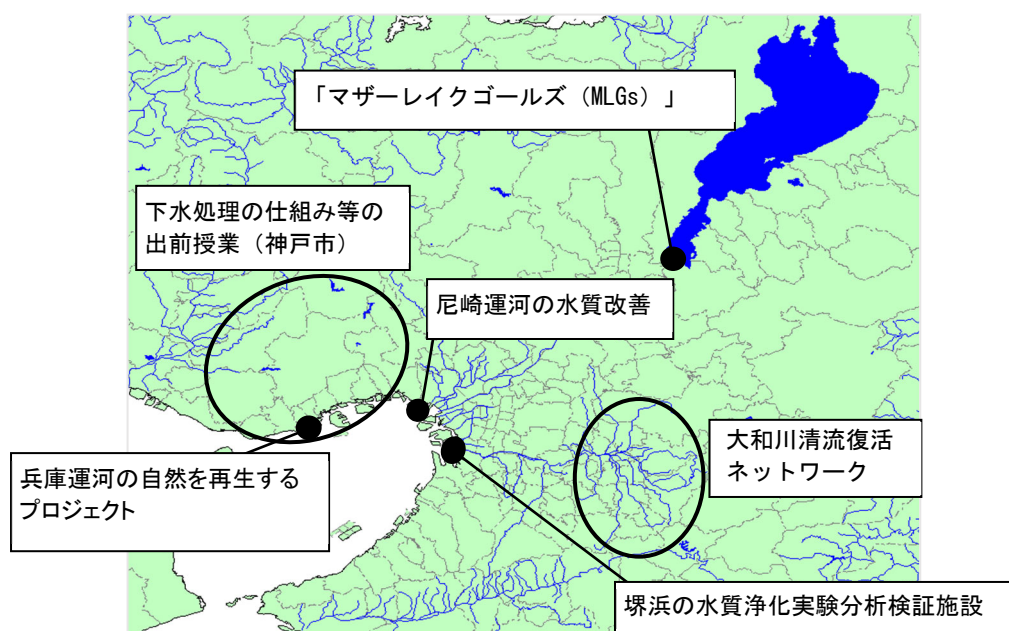 「マザーレイクゴールズ（MLGs）」
下水処理の仕組み等の
出前授業（神戸市）
尼崎運河の水質改善
大和川清流復活
ネットワーク
兵庫運河の自然を再生する
プロジェクト
堺浜の水質浄化実験分析検証施設